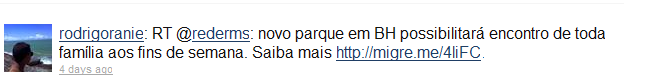 rodrigoranie: RT @rederms: novo parque em BH possibilitará encontro de toda
família aos fins de semana. Saiba mais http://migre.me/4liFC.
4 days ago